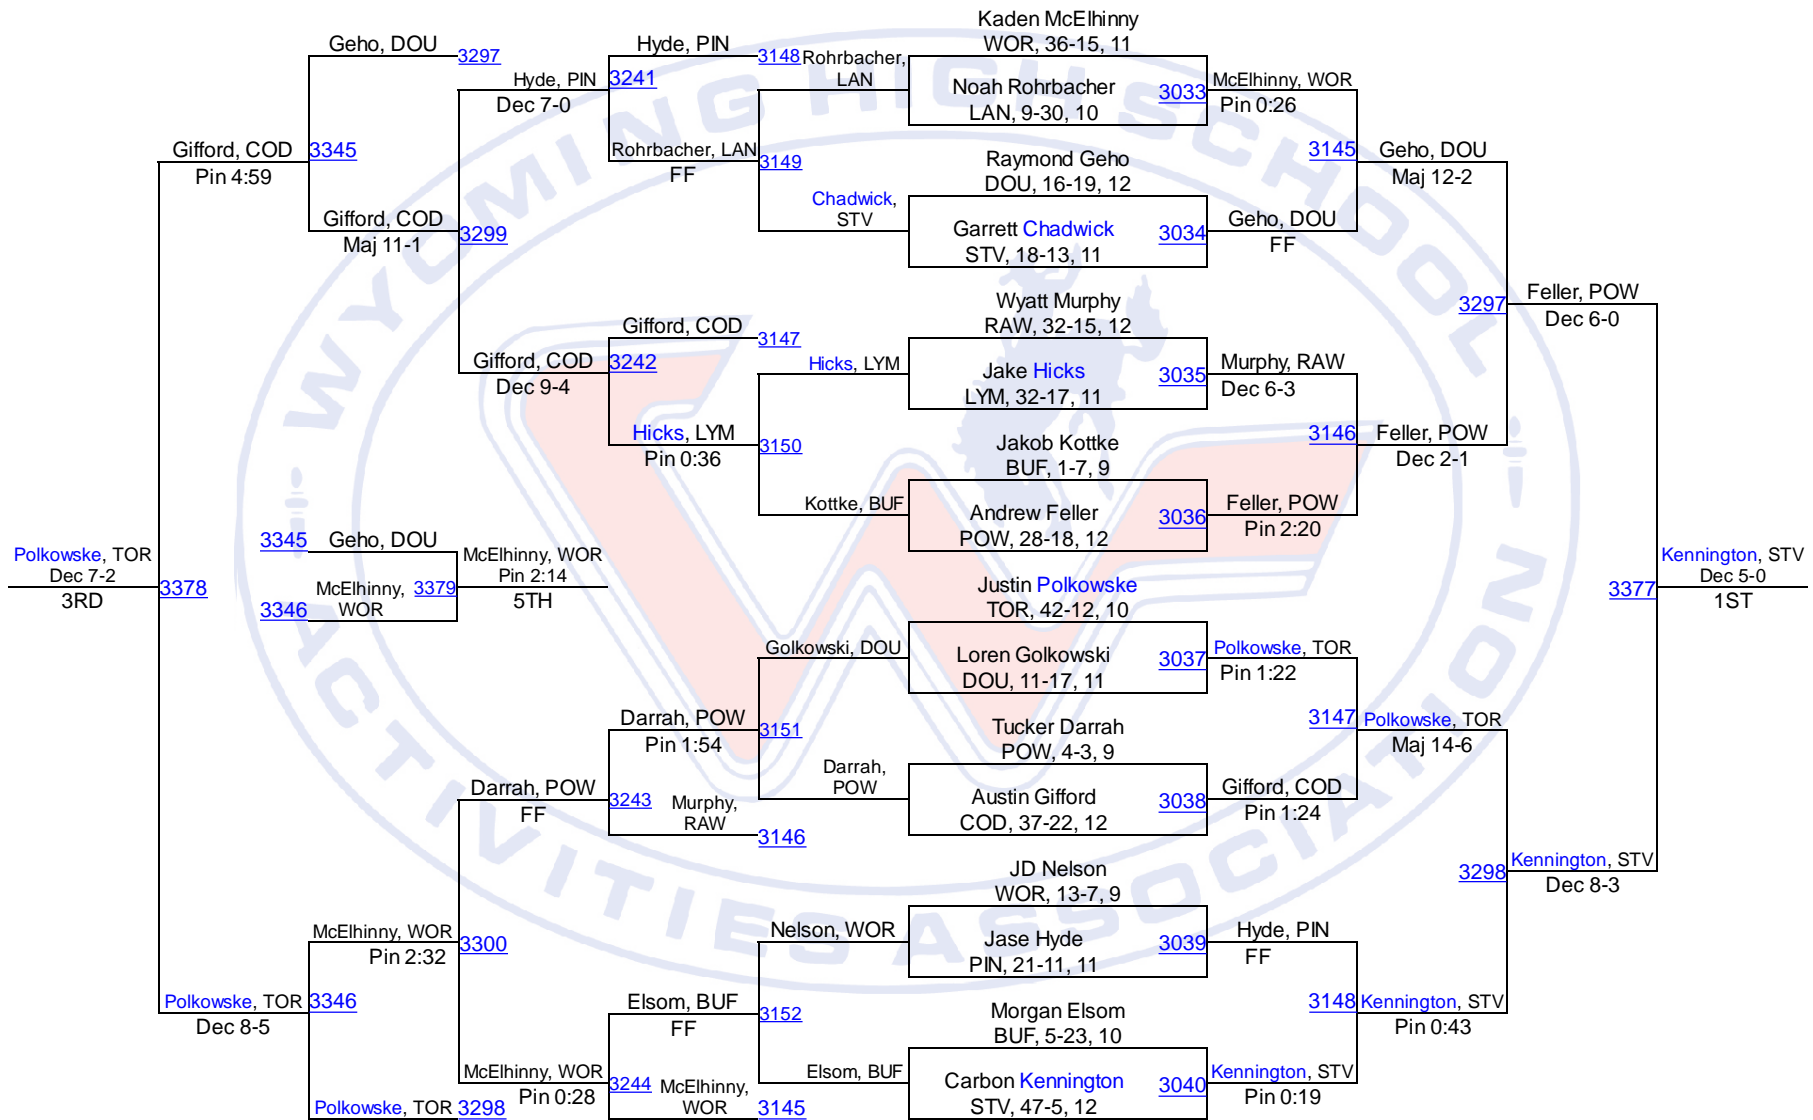 Kaden McElhinny
WOR, 36-15, 11
Geho, DOU
3297
Hyde, PIN
3148
Rohrbacher,
LAN
Hyde, PIN
3241
Dec 7-0
Noah Rohrbacher
LAN, 9-30, 10
3033
McElhinny, WOR
Pin 0:26
Gifford, COD
Pin 4:59
3345
Rohrbacher, LAN
FF
3149
Raymond Geho
DOU, 16-19, 12
3145
Geho, DOU
Maj 12-2
Chadwick,
STV
Gifford, COD
Maj 11-1
3299
Garrett Chadwick
STV, 18-13, 11
3034
Geho, DOU
FF
Wyatt Murphy
RAW, 32-15, 12
3297
Feller, POW
Dec 6-0
Gifford, COD
3147
Gifford, COD
Dec 9-4
3242
Hicks, LYM
Jake Hicks
LYM, 32-17, 11
3035
Murphy, RAW
Dec 6-3
Hicks, LYM
Pin 0:36
3150
Jakob Kottke
BUF, 1-7, 9
3146
Feller, POW
Dec 2-1
Kottke, BUF
Andrew Feller
POW, 28-18, 12
3036
Feller, POW
Pin 2:20
3345
Geho, DOU
McElhinny, WOR
Pin 2:14
5TH
Polkowske, TOR
Dec 7-2
3RD
3378
McElhinny,
WOR
3379
3346
Justin Polkowske
TOR, 42-12, 10
3377
Kennington, STV
Dec 5-0
1ST
Golkowski, DOU
Loren Golkowski
DOU, 11-17, 11
3037
Polkowske, TOR
Pin 1:22
Darrah, POW
Pin 1:54
3151
Tucker Darrah
POW, 4-3, 9
3147
Polkowske, TOR
Maj 14-6
Darrah,
POW
Darrah, POW
FF
3243
Murphy,
RAW
3146
Austin Gifford
COD, 37-22, 12
3038
Gifford, COD
Pin 1:24
JD Nelson
WOR, 13-7, 9
3298
Kennington, STV
Dec 8-3
McElhinny, WOR
Pin 2:32
3300
Nelson, WOR
Jase Hyde
PIN, 21-11, 11
3039
Hyde, PIN
FF
Polkowske, TOR
Dec 8-5
3346
Elsom, BUF
FF
3152
Morgan Elsom
BUF, 5-23, 10
3148
Kennington, STV
Pin 0:43
McElhinny, WOR
Pin 0:28
3244
McElhinny,
WOR
3145
Elsom, BUF
Carbon Kennington
STV, 47-5, 12
3040
Kennington, STV
Pin 0:19
Polkowske, TOR
3298
WYOMING HIGH SCHOOL
ACTIVITIES ASSOCIATION